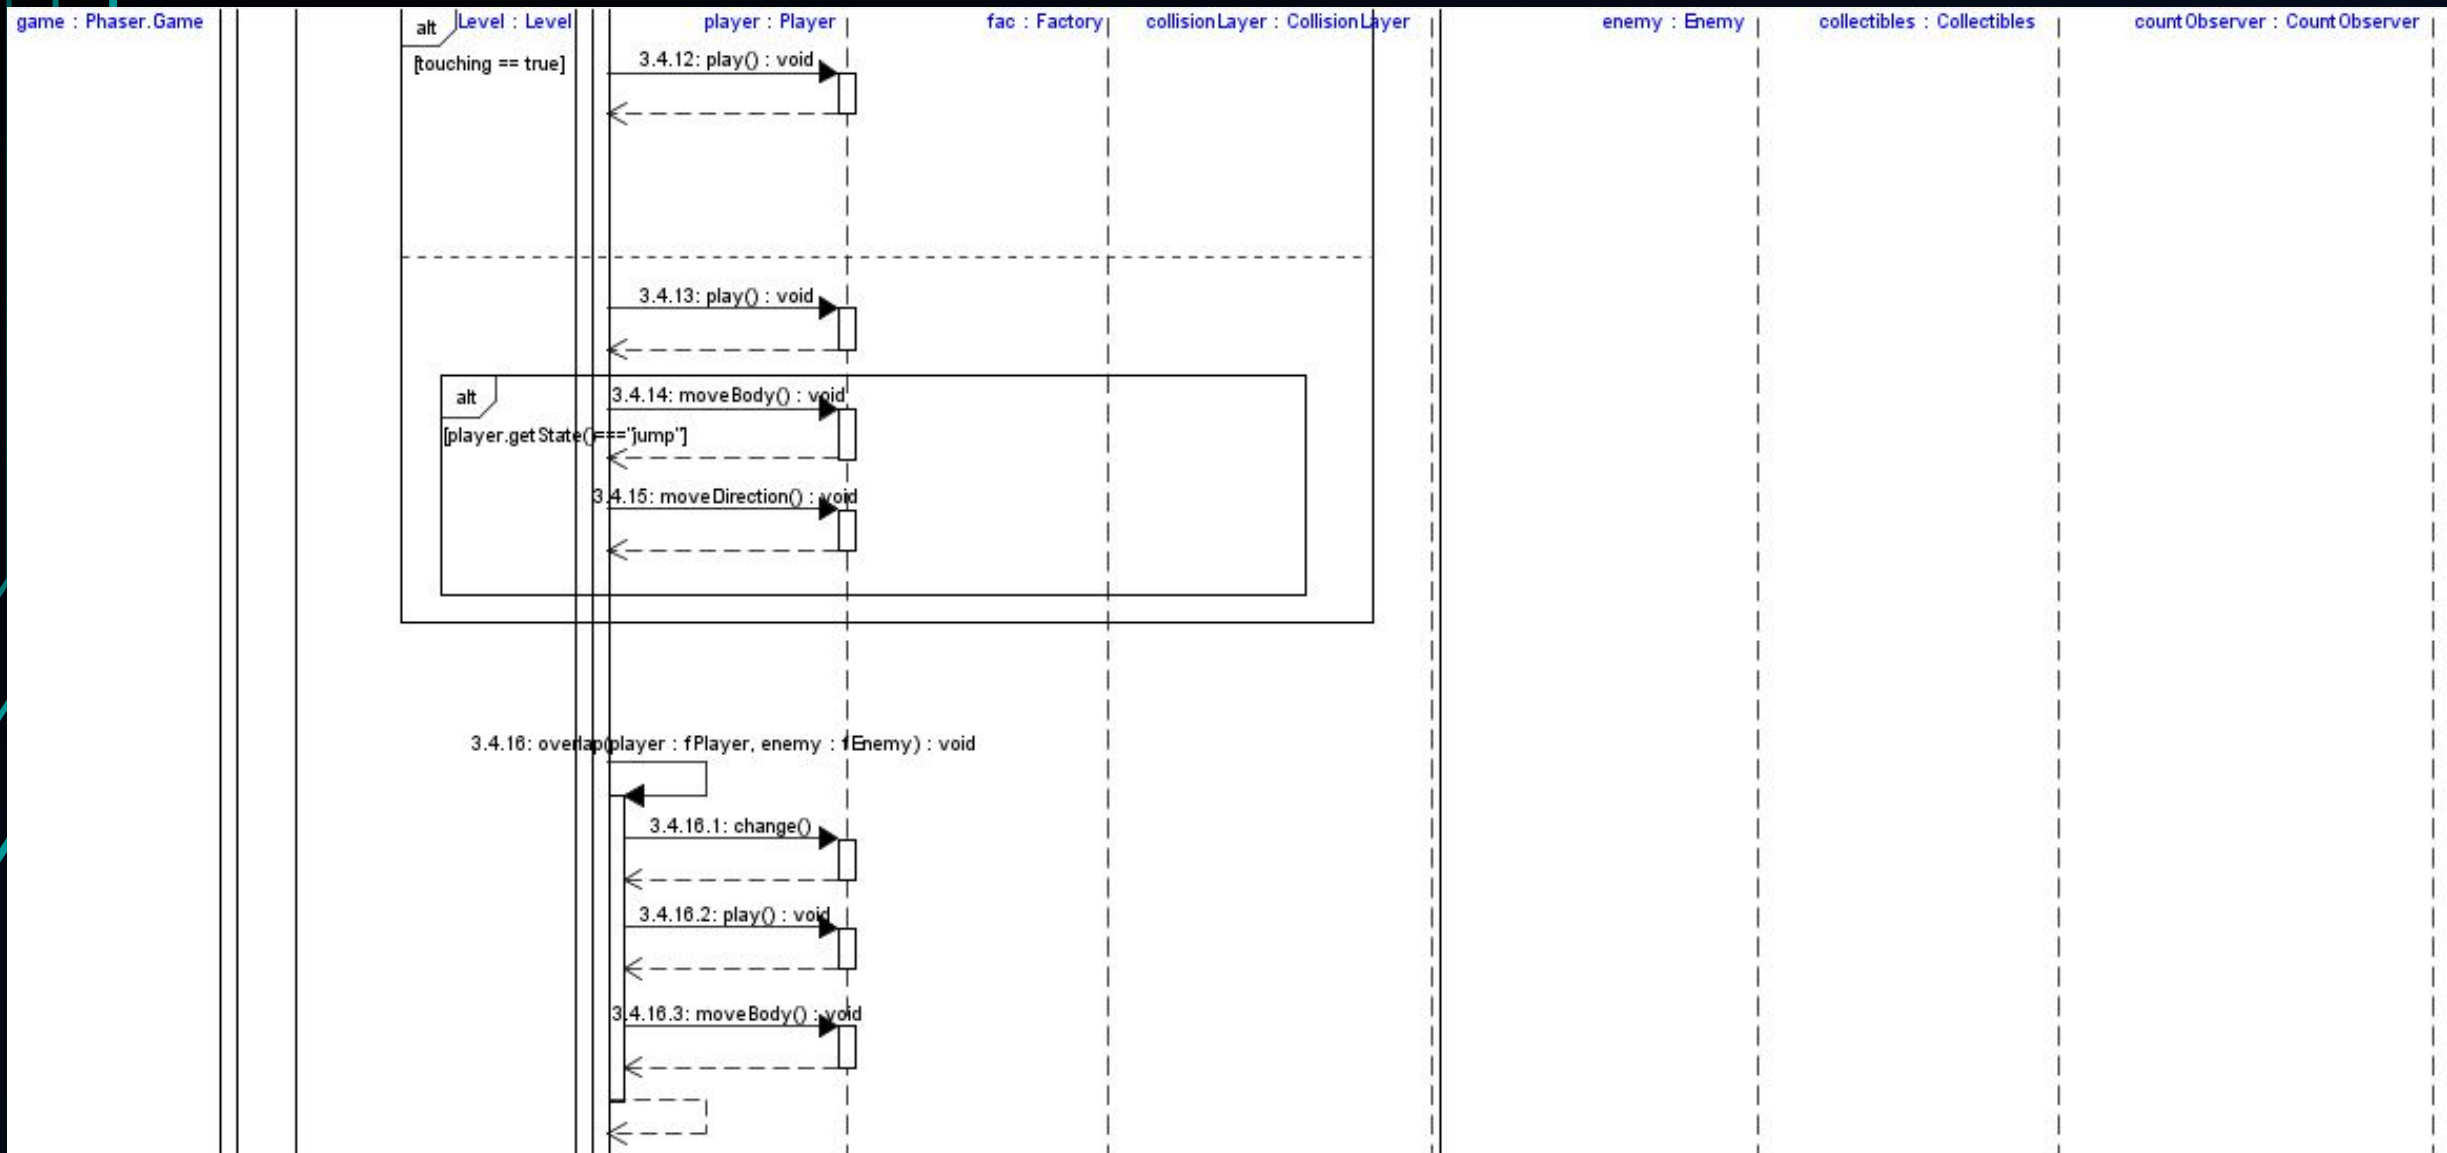 game : Phaser.Game
alt
Level : Level
player : Player
fac : Factory
collisionLayer : CollisionLayer
enemy : Enemy
collectibles : Collectibles
countObserver : CountObserver
[touching == true]
3.4.12: play() : void
3.4.13: play() : void
alt
3.4.14: moveBody() : void
[player.getState()==="jump"]
3.4.15: moveDirection() : void
3.4.16: overlap(player : fPlayer, enemy : fEnemy) : void
3.4.16.1: change()
3.4.16.2: play() : void
3.4.16.3: moveBody() : void